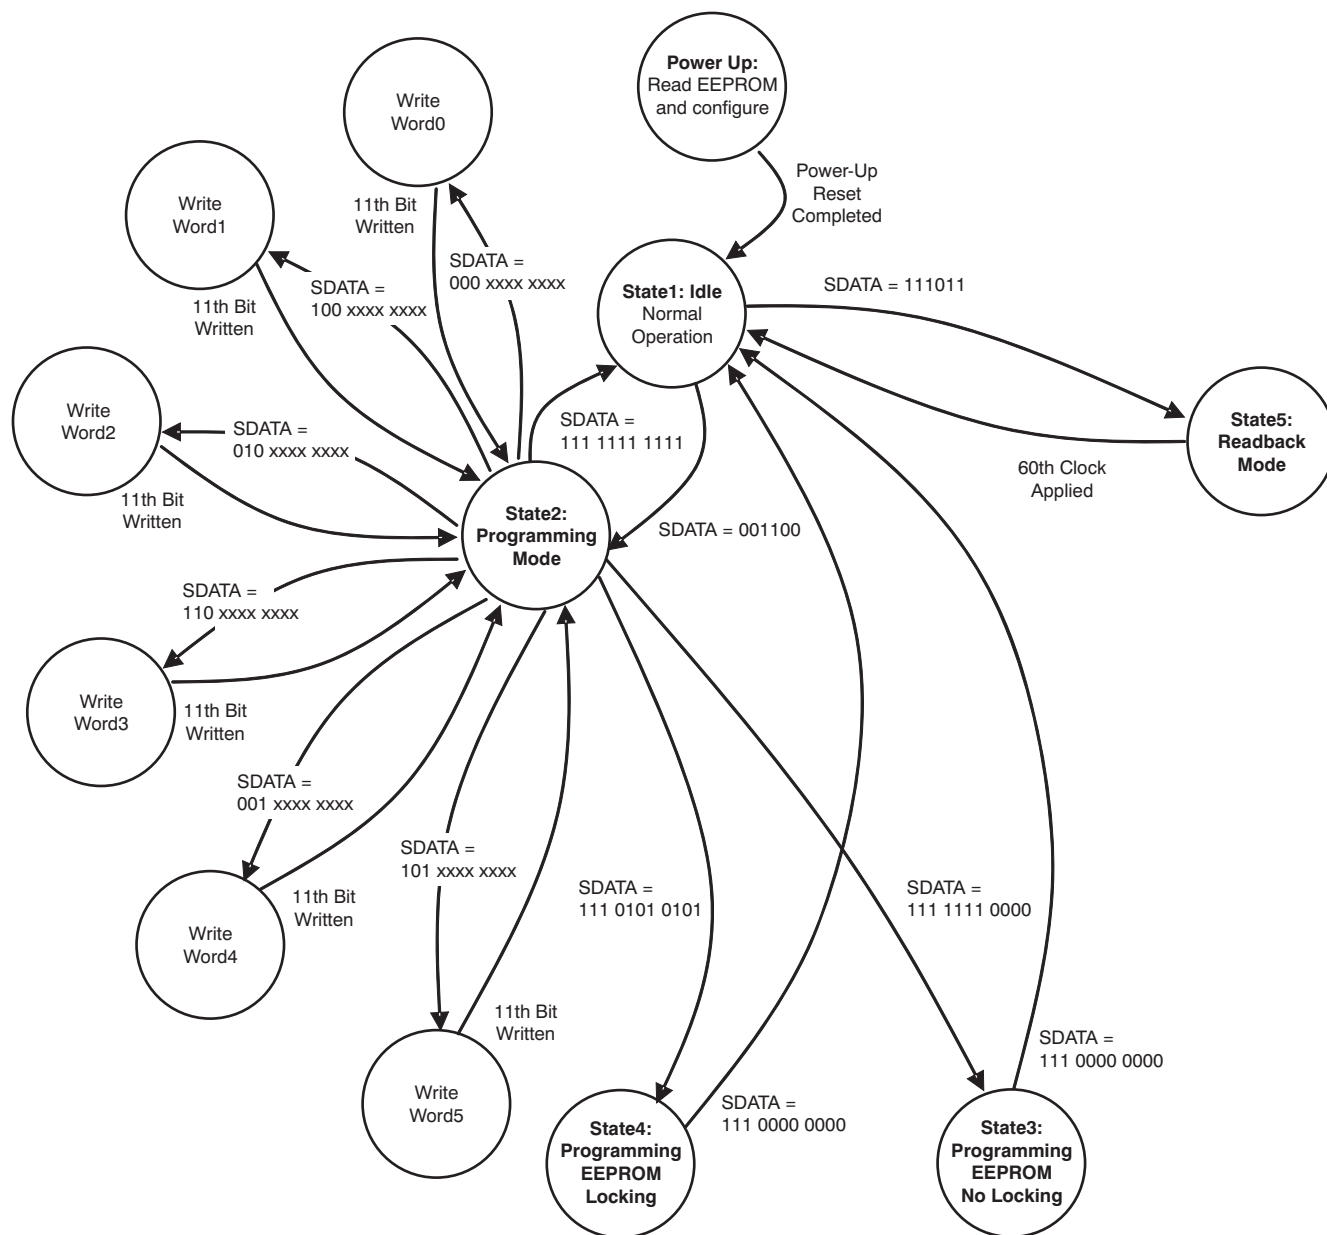 Power Up:
Read EEPROM
and configure
Power-Up
Reset
Completed
Write
Word0
11th Bit
Written
SDATA =
000 xxxx xxxx
Write
Word1
11th Bit
Written
SDATA =
100 xxxx xxxx
State1: Idle
Normal
Operation
SDATA = 111011
State5:
Readback
Mode
60th Clock
Applied
Write
Word2
SDATA =
010 xxxx xxxx
11th Bit
Written
SDATA =
111 1111 1111
SDATA = 001100
State2:
Programming
Mode
SDATA =
110 xxxx xxxx
Write
Word3
11th Bit
Written
SDATA =
001 xxxx xxxx
Write
Word4
11th Bit
Written
SDATA =
101 xxxx xxxx
Write
Word5
11th Bit
Written
SDATA =
111 0101 0101
SDATA =
111 1111 0000
State4:
Programming
EEPROM
Locking
SDATA =
111 0000 0000
State3:
Programming
EEPROM
No Locking
SDATA =
111 0000 0000